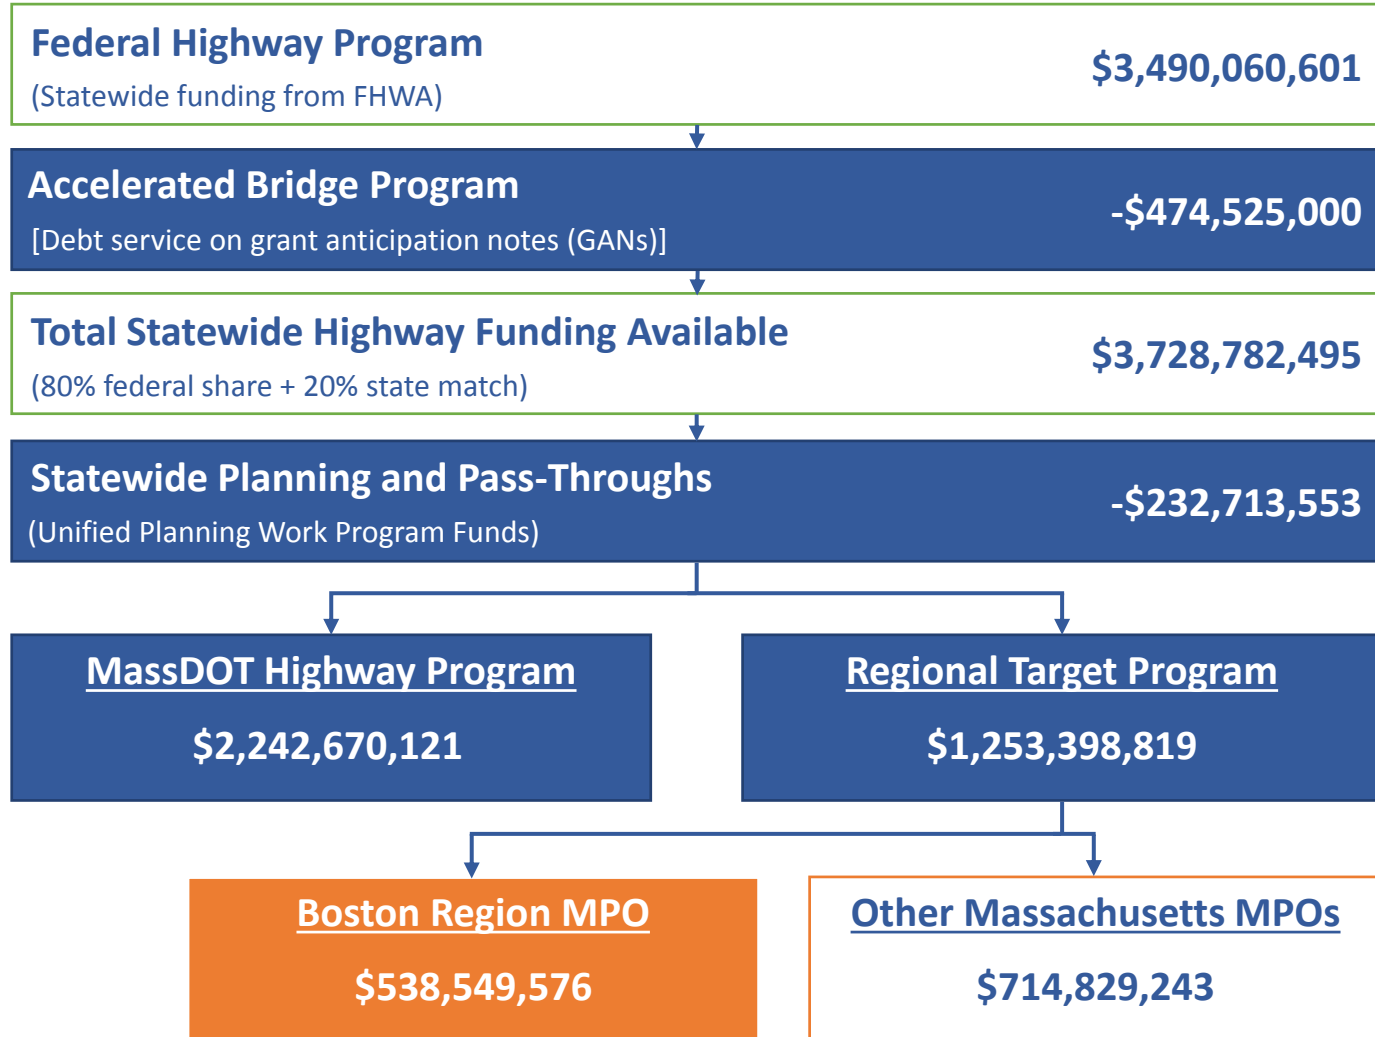 Federal Highway Program
(Statewide funding from FHWA)
$3,490,060,601
Accelerated Bridge Program
[Debt service on grant anticipation notes (GANs)]
-$474,525,000
Total Statewide Highway Funding Available
(80% federal share + 20% state match)
$3,728,782,495
Statewide Planning and Pass-Throughs
(Unified Planning Work Program Funds)
-$232,713,553
MassDOT Highway Program
$2,242,670,121
Regional Target Program
$1,253,398,819
Boston Region MPO
$538,549,576
Other Massachusetts MPOs
$714,829,243